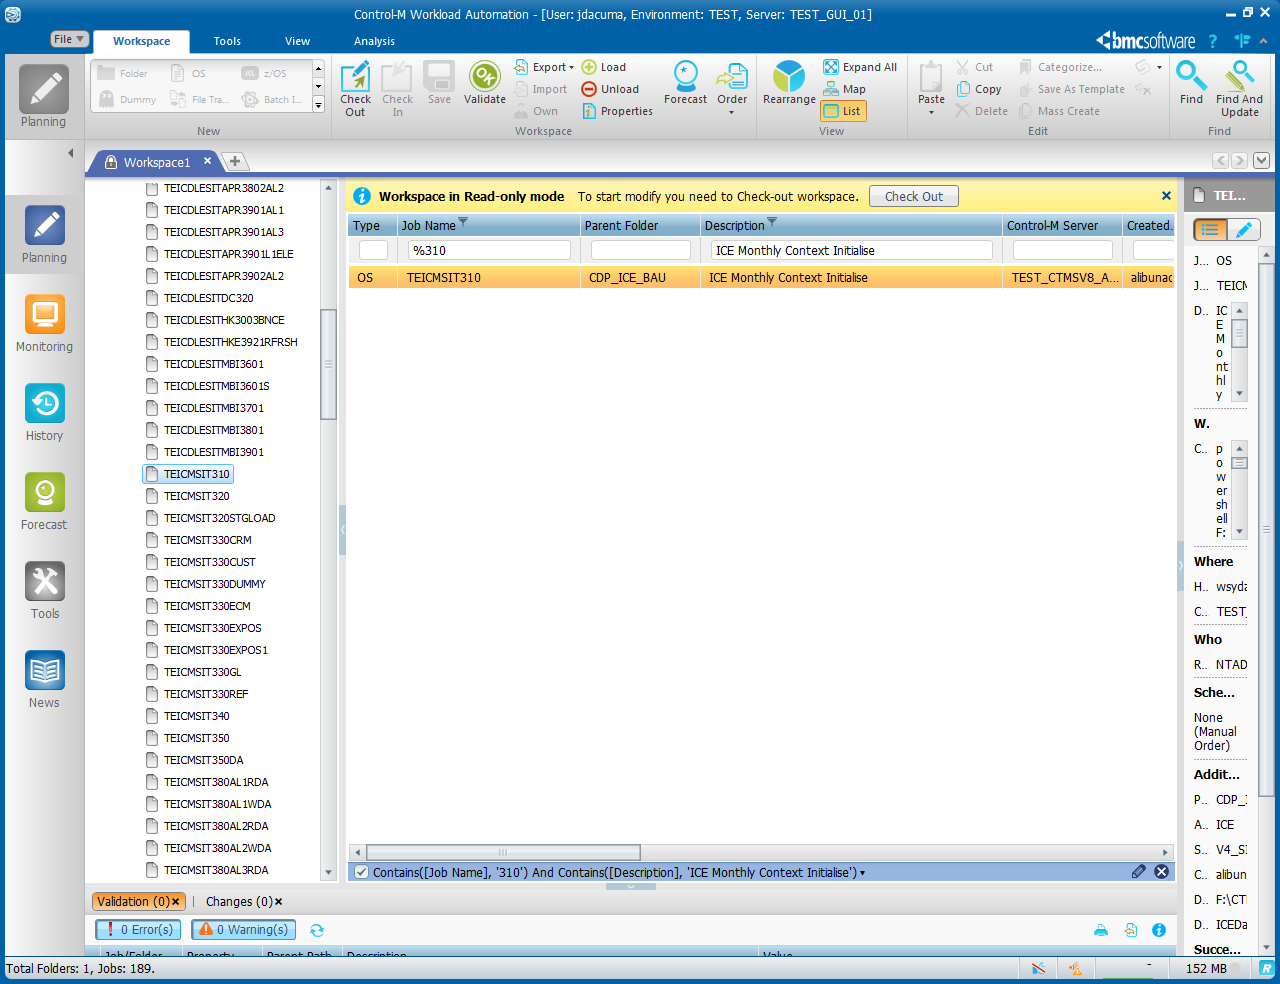 Control-M Workload Automation - [User: jdacuma, Environment: TEST, Server: TEST_GUI_01]
File Workspace Tools View Analysis
bmcsoftware
Planning
Folder OS z/OS
Dummy File Tra... Batch I...
New
Check Out
Check In
Save
Validate
Export
Import
Own
Load
Unload
Properties
Workspace
Forecast
Order
Rearrange
Expand All
Map
List
View
Paste
Cut
Copy
Delete
Categorize...
Save As Template
Mass Create
Edit
Find
Find And Update
Find
Workspace1
Planning
Monitoring
History
Forecast
Tools
News
TEICDLESITAPR3802AL2
TEICDLESITAPR3901AL1
TEICDLESITAPR3901AL3
TEICDLESITAPR3901L1ELE
TEICDLESITAPR3902AL2
TEICDLESITDC320
TEICDLESITHK3003BNCE
TEICDLESITHKE3921RFRSH
TEICDLESITMBI3601
TEICDLESITMBI3601S
TEICDLESITMBI3701
TEICDLESITMBI3801
TEICDLESITMBI3901
TEICMSIT310
TEICMSIT320
TEICMSIT320STGLOAD
TEICMSIT330CRM
TEICMSIT330CUST
TEICMSIT330DUMMY
TEICMSIT330ECM
TEICMSIT330EXPOS
TEICMSIT330EXPOS1
TEICMSIT330GL
TEICMSIT330REF
TEICMSIT340
TEICMSIT350
TEICMSIT350DA
TEICMSIT380AL1RDA
TEICMSIT380AL1WDA
TEICMSIT380AL2RDA
TEICMSIT380AL2WDA
TEICMSIT380AL3RDA
Workspace in Read-only mode To start modify you need to Check-out workspace. Check Out
Type Job Name Parent Folder Description Control-M Server Created.
%310 ICE Monthly Context Initialise
OS TEICMSIT310 CDP_ICE_BAU ICE Monthly Context Initialise TEST_CTMSV8_A... alibunac
Contains([Job Name], '310') And Contains([Description], 'ICE Monthly Context Initialise')
TEI...
J... OS
J... TEICM
D.. IC
E
M
o
nt
hl
y
W.
C.. p
o
w
er
sh
ell
F:
Where
H.. wsyda
C.. TEST_
Who
R.. NTAD
Sche...
None
(Manual
Order)
Addit...
P.. CDP_I
A.. ICE
S.. V4_SI
C.. alibun
D.. F:\CTI
D.. ICEDa
Succe...
Validation (0) Changes (0)
0 Error(s) 0 Warning(s)
Job/Folder Property Parent Path Description Value
Total Folders: 1, Jobs: 189.
152 MB